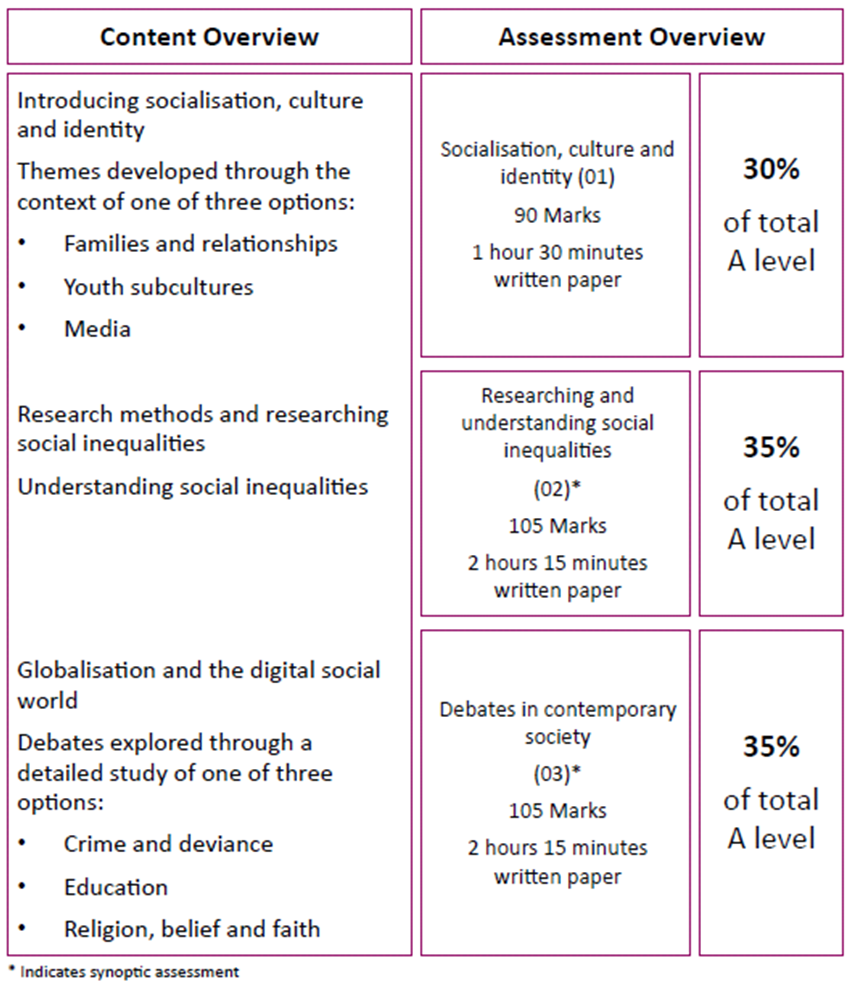 Content Overview
Assessment Overview
Introducing socialisation, culture
and identity
Themes developed through the
context of one of three options:
• Families and relationships
• Youth subcultures
• Media
Socialisation, culture and
identity (01)
90 Marks
1 hour 30 minutes
written paper
30%
of total
A level
Research methods and researching
social inequalities
Understanding social inequalities
Researching and
understanding social
inequalities
(02)*
105 Marks
2 hours 15 minutes
written paper
35%
of total
A level
Globalisation and the digital social
world
Debates explored through a
detailed study of one of three
options:
• Crime and deviance
• Education
• Religion, belief and faith
Debates in contemporary
society
(03)*
105 Marks
2 hours 15 minutes
written paper
35%
of total
A level
* Indicates synoptic assessment